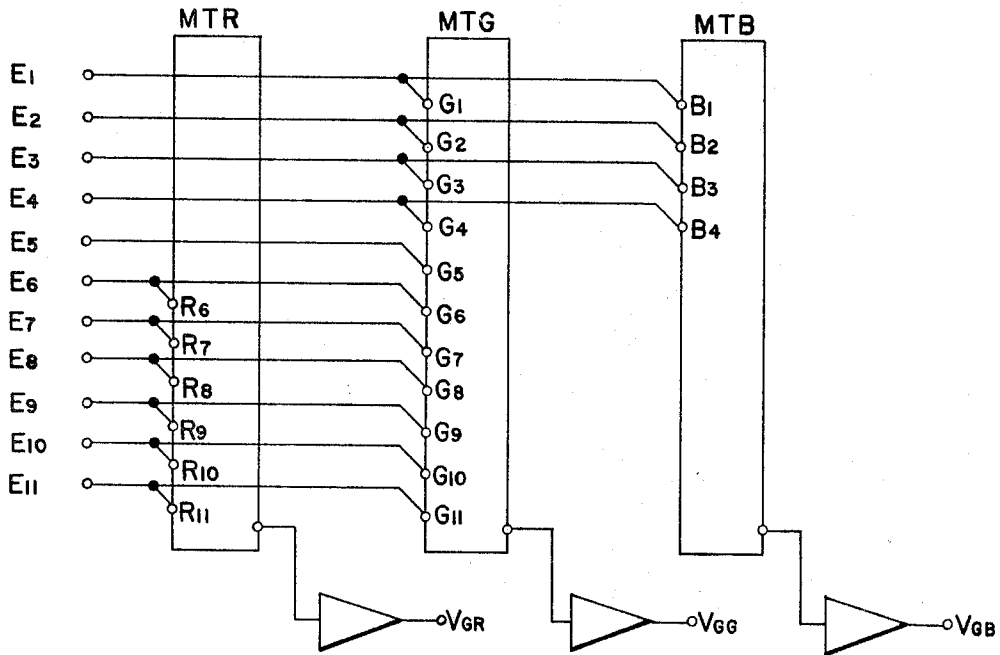 MTR MTG MTB
E1 G1 B1
E2 G2 B2
E3 G3 B3
E4 G4 B4
E5 G5
E6 R6 G6
E7 R7 G7
E8 R8 G8
E9 R9 G9
E10 R10 G10
E11 R11 G11
VGR VGG VGB